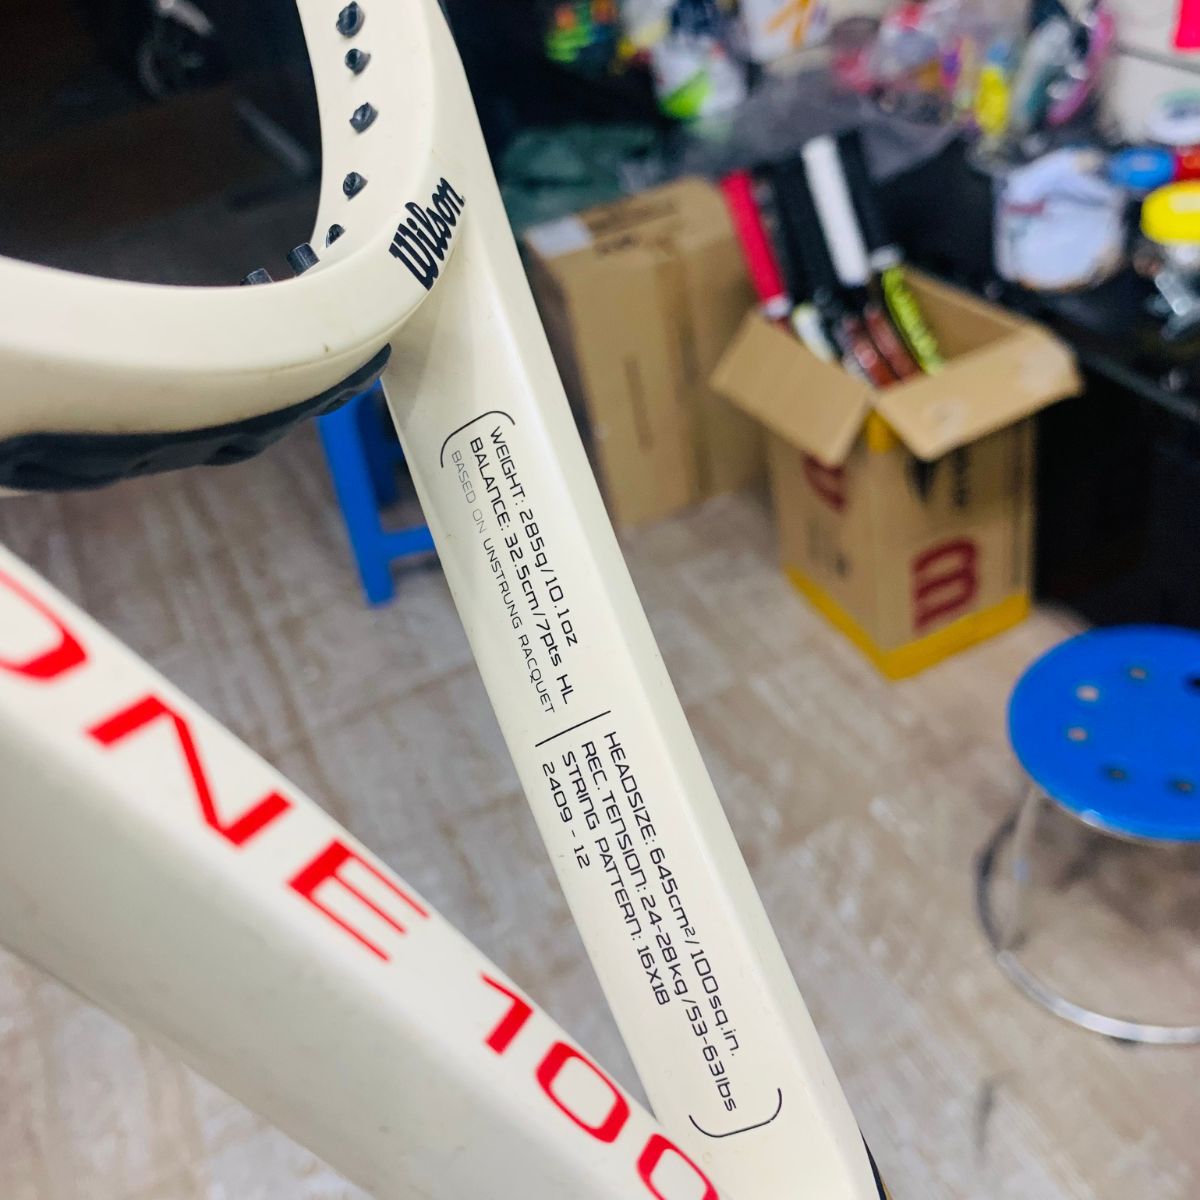 Wilson.
WEIGHT: 285g/10.1oz
BALANCE: 32.5cm/7pts HL
BASED ON UNSTRUNG RACQUET
HEADSIZE: 645cm2/100sq.in.
REC. TENSION: 24-28kg/53-63lbs
STRING PATTERN: 16X18
2409 - 12
ONE 100